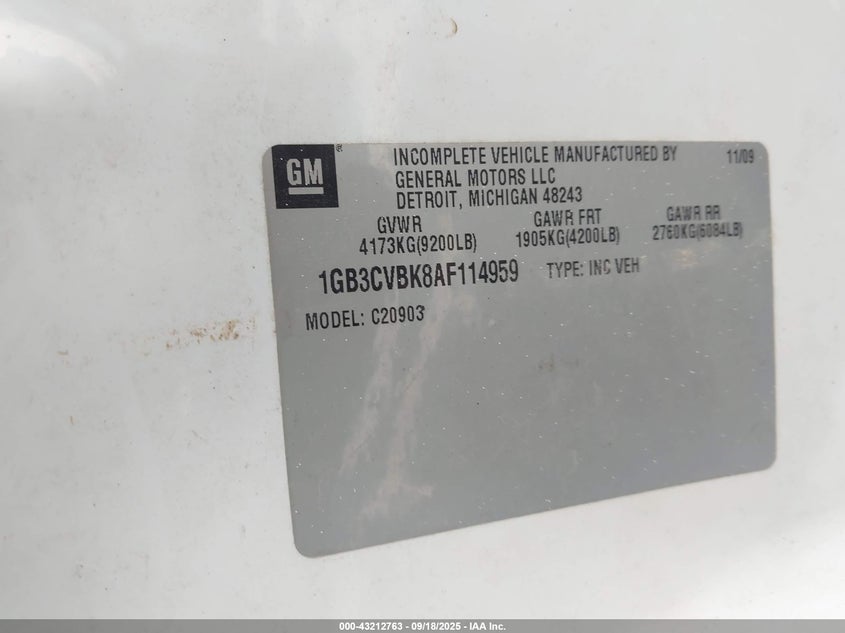 GM ®
INCOMPLETE VEHICLE MANUFACTURED BY 11/09
GENERAL MOTORS LLC
DETROIT, MICHIGAN 48243
GVWR GAWR FRT GAWR RR
4173KG(9200LB) 1905KG(4200LB) 2760KG(6084LB)
1GB3CVBK8AF114959 TYPE: INC VEH
MODEL: C20903
000-43212763 - 09/18/2025 - IAA Inc.